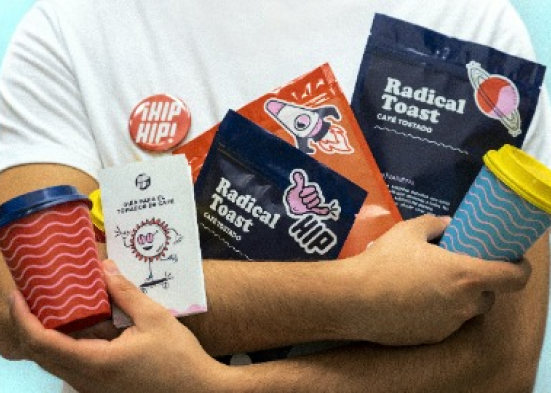 ¡HIP
HIP!
GUÍA PARA EL
TOMADOR DE CAFÉ
Radical
Toast
CAFÉ TOSTADO
HIP
Radical
Toast
CAFÉ TOSTADO